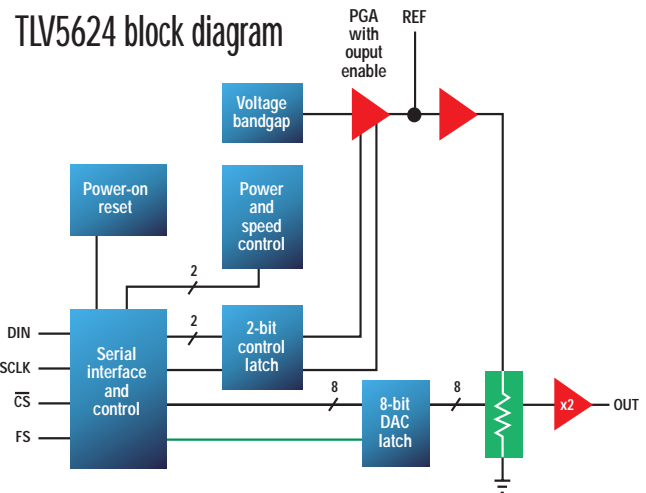 TLV5624 block diagram
PGA
with
ouput
enable
REF
Voltage
bandgap
Power-on
reset
Power
and
speed
control
2
DIN
SCLK
CS
FS
Serial
interface
and
control
2
2-bit
control
latch
8
8-bit
DAC
latch
8
x2
OUT